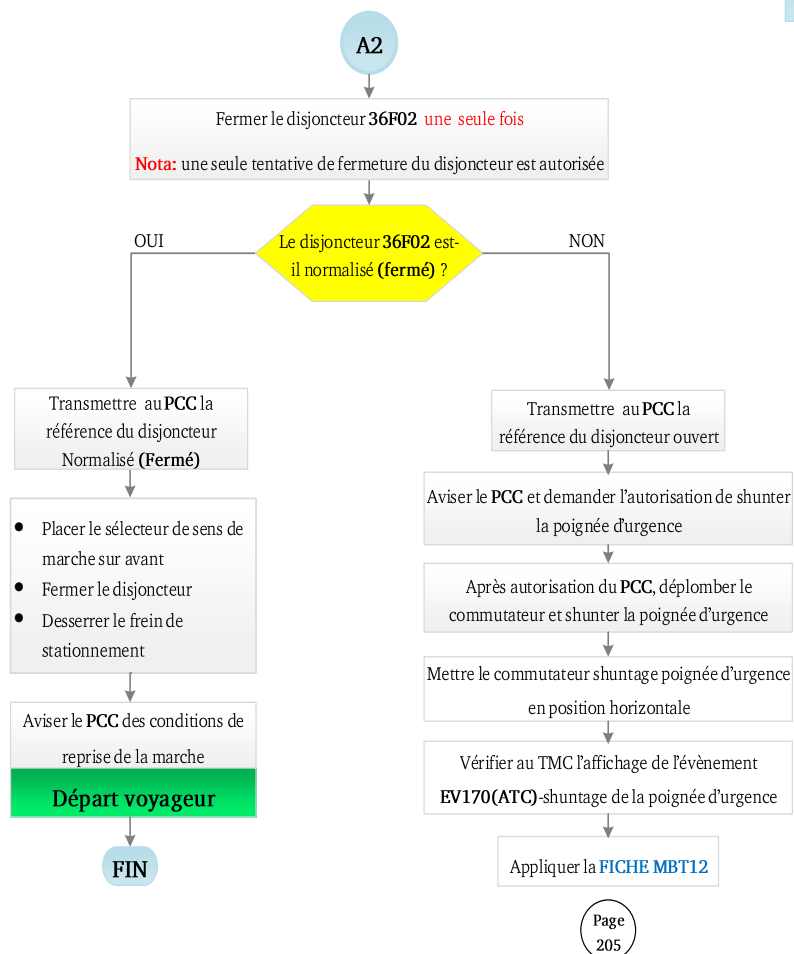 A2
Fermer le disjoncteur 36F02 une seule fois
Nota: une seule tentative de fermeture du disjoncteur est autorisée
Le disjoncteur 36F02 est-
il normalisé (fermé) ?
OUI
NON
Transmettre au PCC la
référence du disjoncteur
Normalisé (Fermé)
• Placer le sélecteur de sens de
marche sur avant
• Fermer le disjoncteur
• Desserrer le frein de
stationnement
Aviser le PCC des conditions de
reprise de la marche
Départ voyageur
FIN
Transmettre au PCC la
référence du disjoncteur ouvert
Aviser le PCC et demander l’autorisation de shunter
la poignée d’urgence
Après autorisation du PCC, déplomber le
commutateur et shunter la poignée d’urgence
Mettre le commutateur shuntage poignée d’urgence
en position horizontale
Vérifier au TMC l’affichage de l’évènement
EV170(ATC)-shuntage de la poignée d’urgence
Appliquer la FICHE MBT12
Page
205